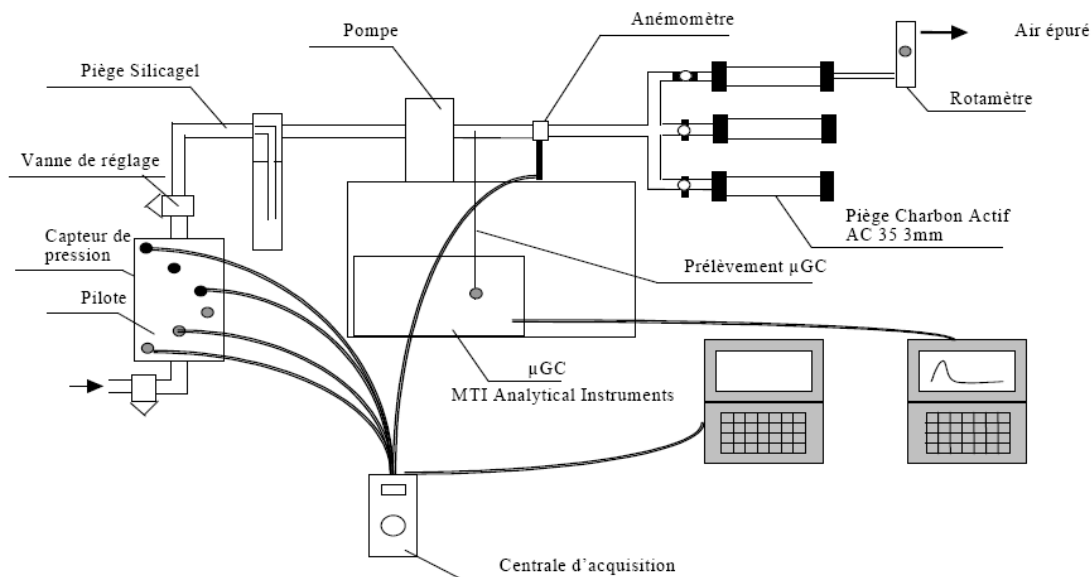 Anémomètre
Pompe
Air épuré
Piège Silicagel
Rotamètre
Vanne de réglage
Capteur de
pression
Piège Charbon Actif
AC 35 3mm
Prélèvement µGC
Pilote
µGC
MTI Analytical Instruments
Centrale d'acquisition